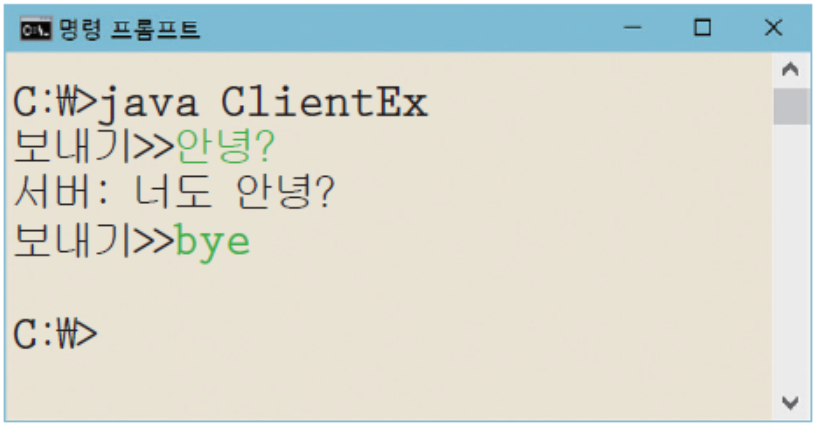 명령 프롬프트
C:₩>java ClientEx
보내기>>안녕?
서버: 너도 안녕?
보내기>>bye
C:₩>